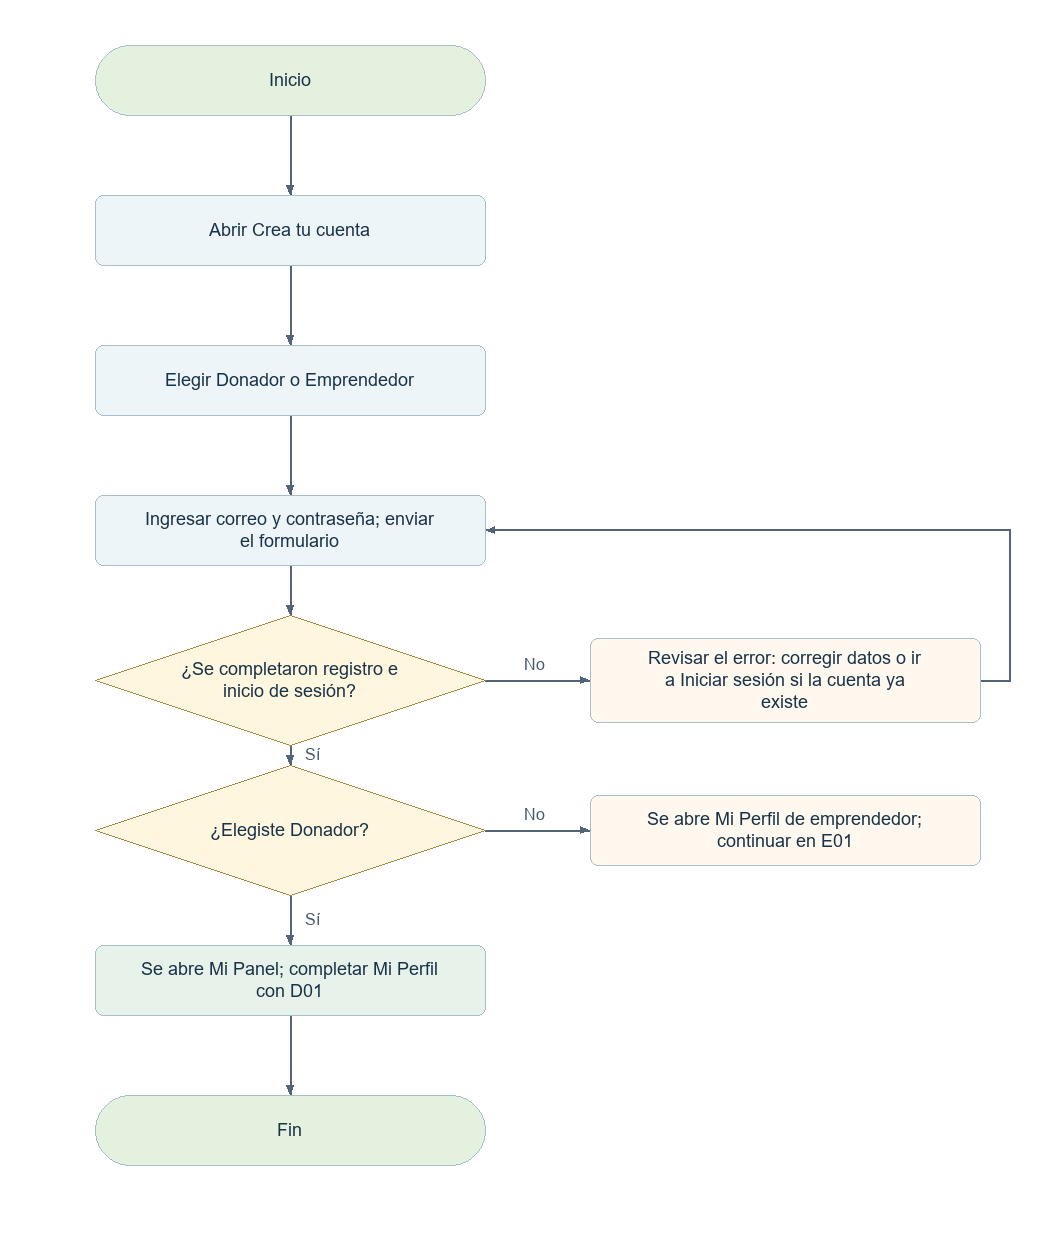 Inicio
Abrir Crea tu cuenta
Elegir Donador o Emprendedor
Ingresar correo y contraseña; enviar
el formulario
¿Se completaron registro e
inicio de sesión?
No
Revisar el error: corregir datos o ir
a Iniciar sesión si la cuenta ya
existe
Sí
¿Elegiste Donador?
No
Se abre Mi Perfil de emprendedor;
continuar en E01
Sí
Se abre Mi Panel; completar Mi Perfil
con D01
Fin